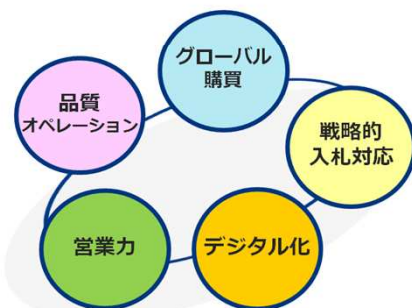 グローバル
購買
品質
オペレーション
戦略的
入札対応
営業力
デジタル化